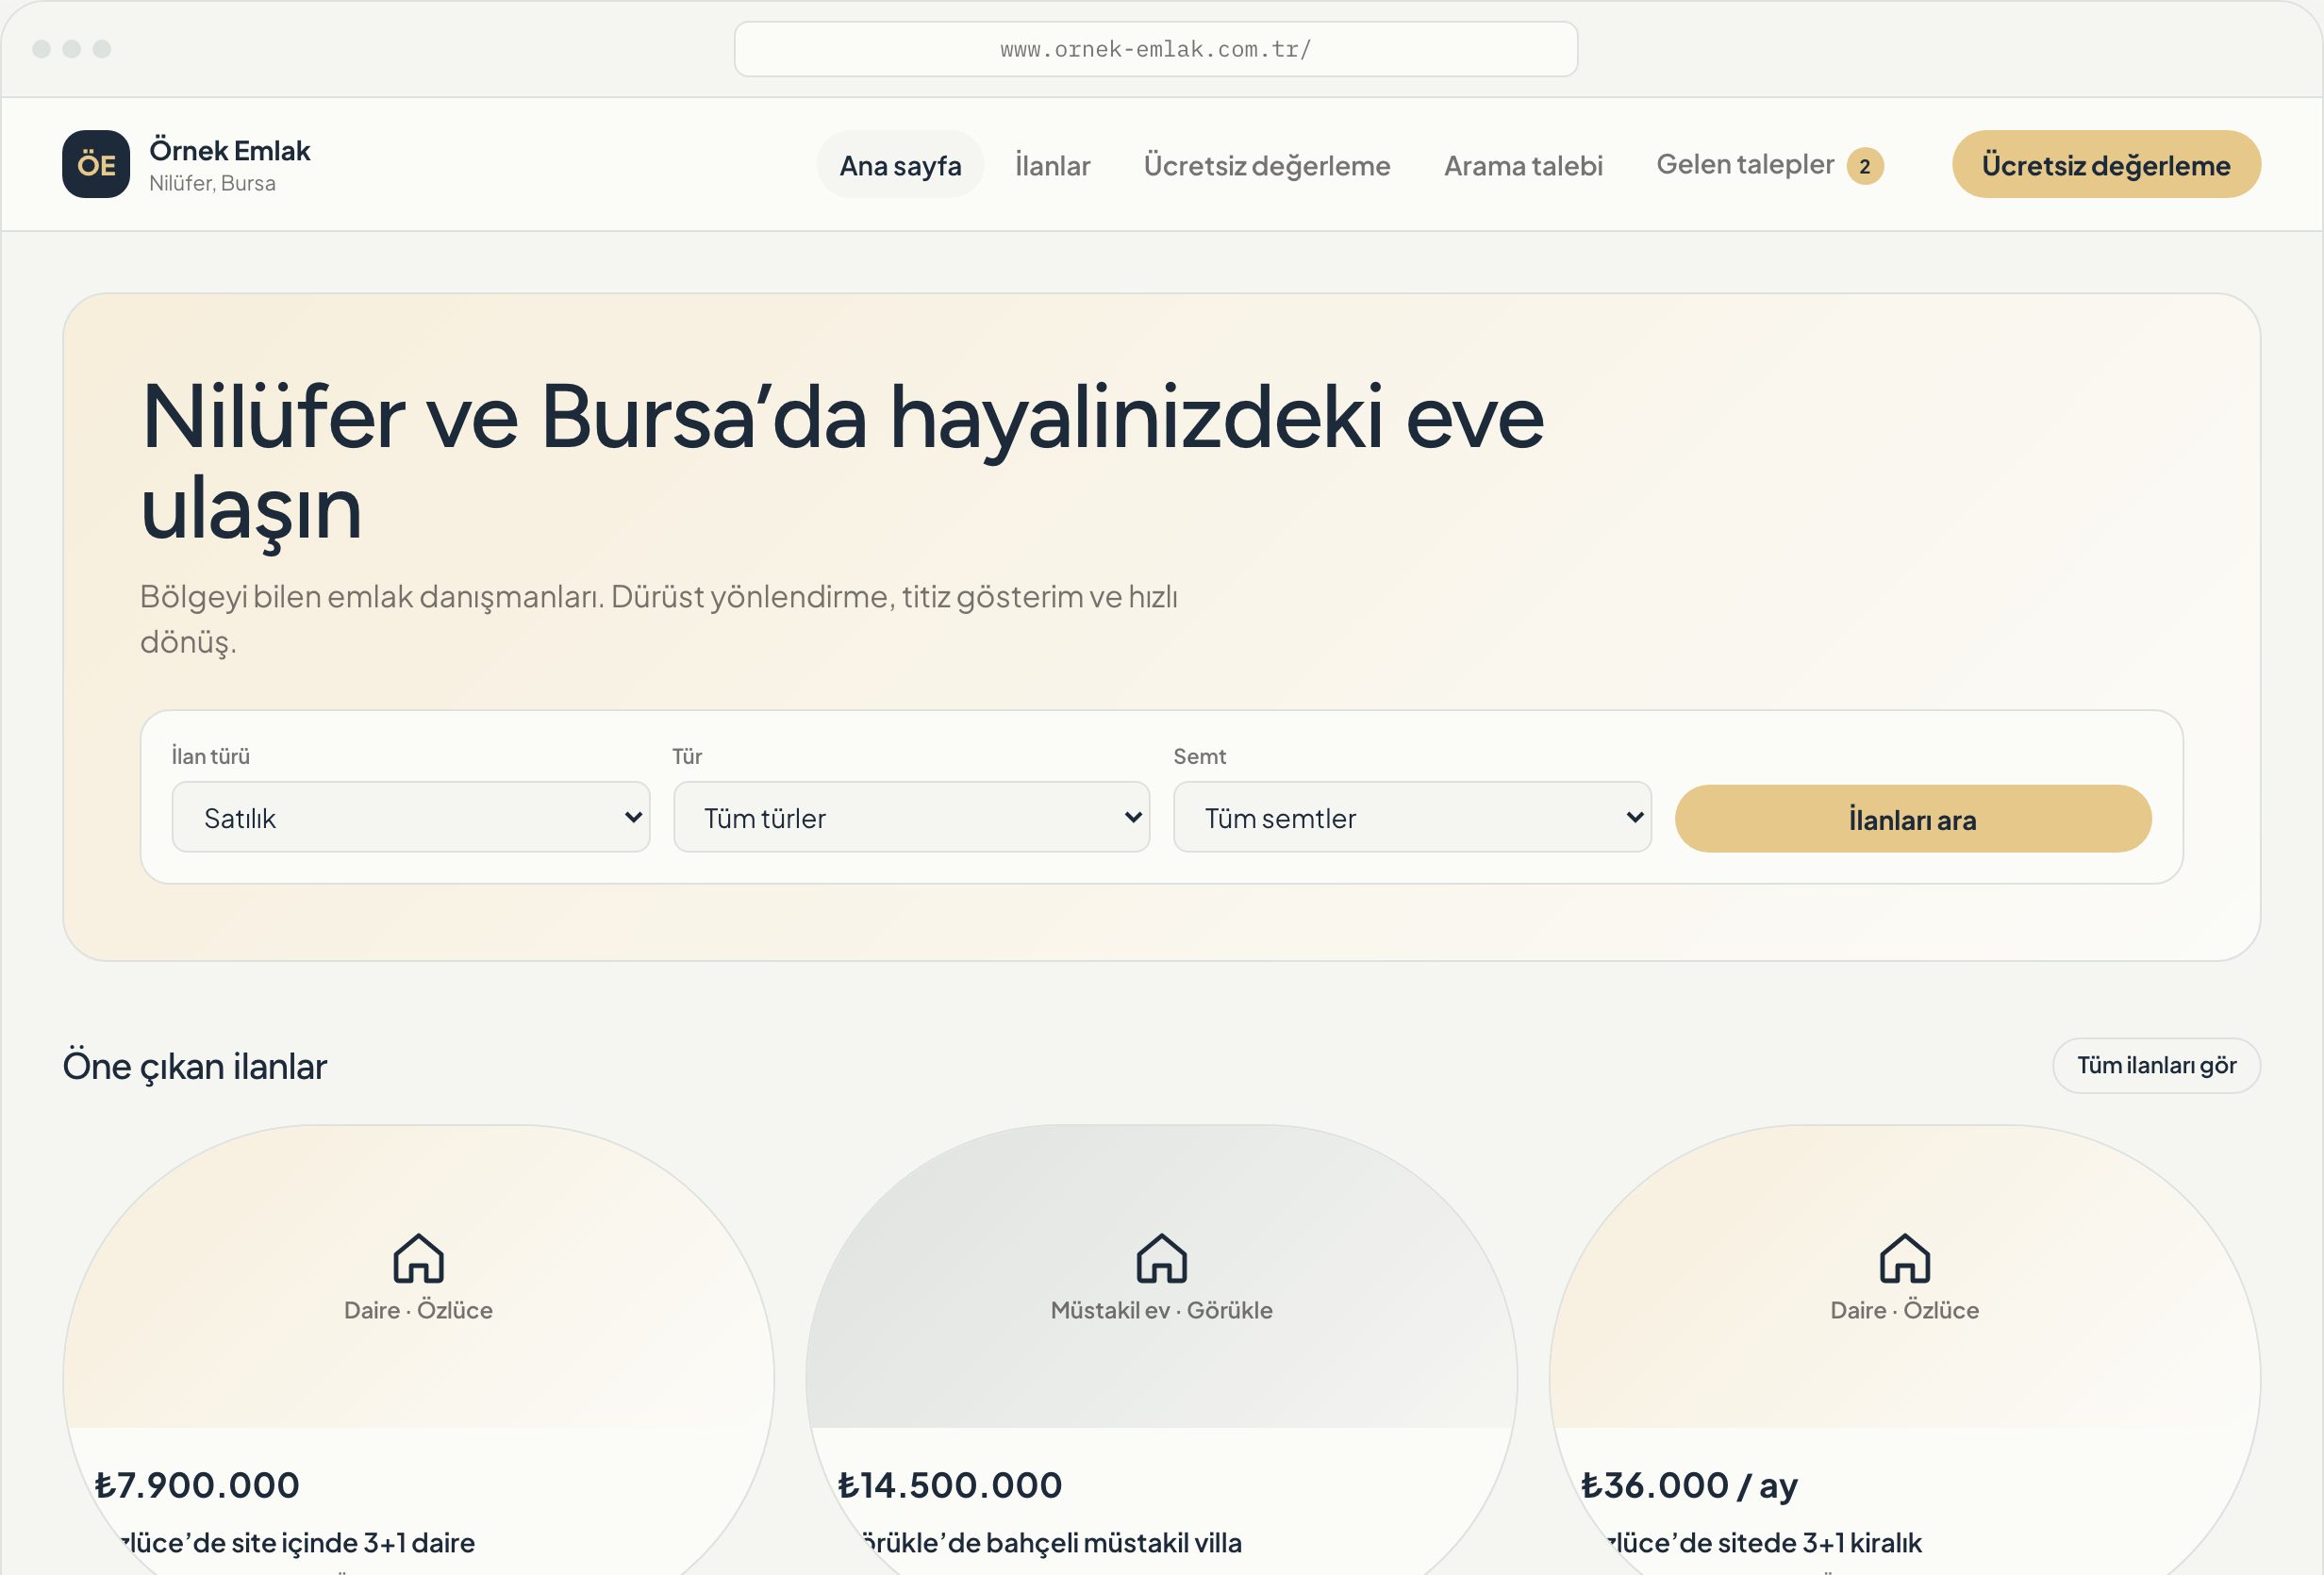 www.ornek-emlak.com.tr/
ÖE
Örnek Emlak
Nilüfer, Bursa
Ana sayfa
İlanlar
Ücretsiz değerleme
Arama talebi
Gelen talepler 2
Ücretsiz değerleme
Nilüfer ve Bursa’da hayalinizdeki eve
ulaşın
Bölgeyi bilen emlak danışmanları. Dürüst yönlendirme, titiz gösterim ve hızlı
dönüş.
İlan türü
Satılık
Tür
Tüm türler
Semt
Tüm semtler
İlanları ara
Öne çıkan ilanlar
Tüm ilanları gör
Daire · Özlüce
₺7.900.000
zlüce’de site içinde 3+1 daire
Müstakil ev · Görükle
₺14.500.000
örükle’de bahçeli müstakil villa
Daire · Özlüce
₺36.000 / ay
zlüce’de sitede 3+1 kiralık